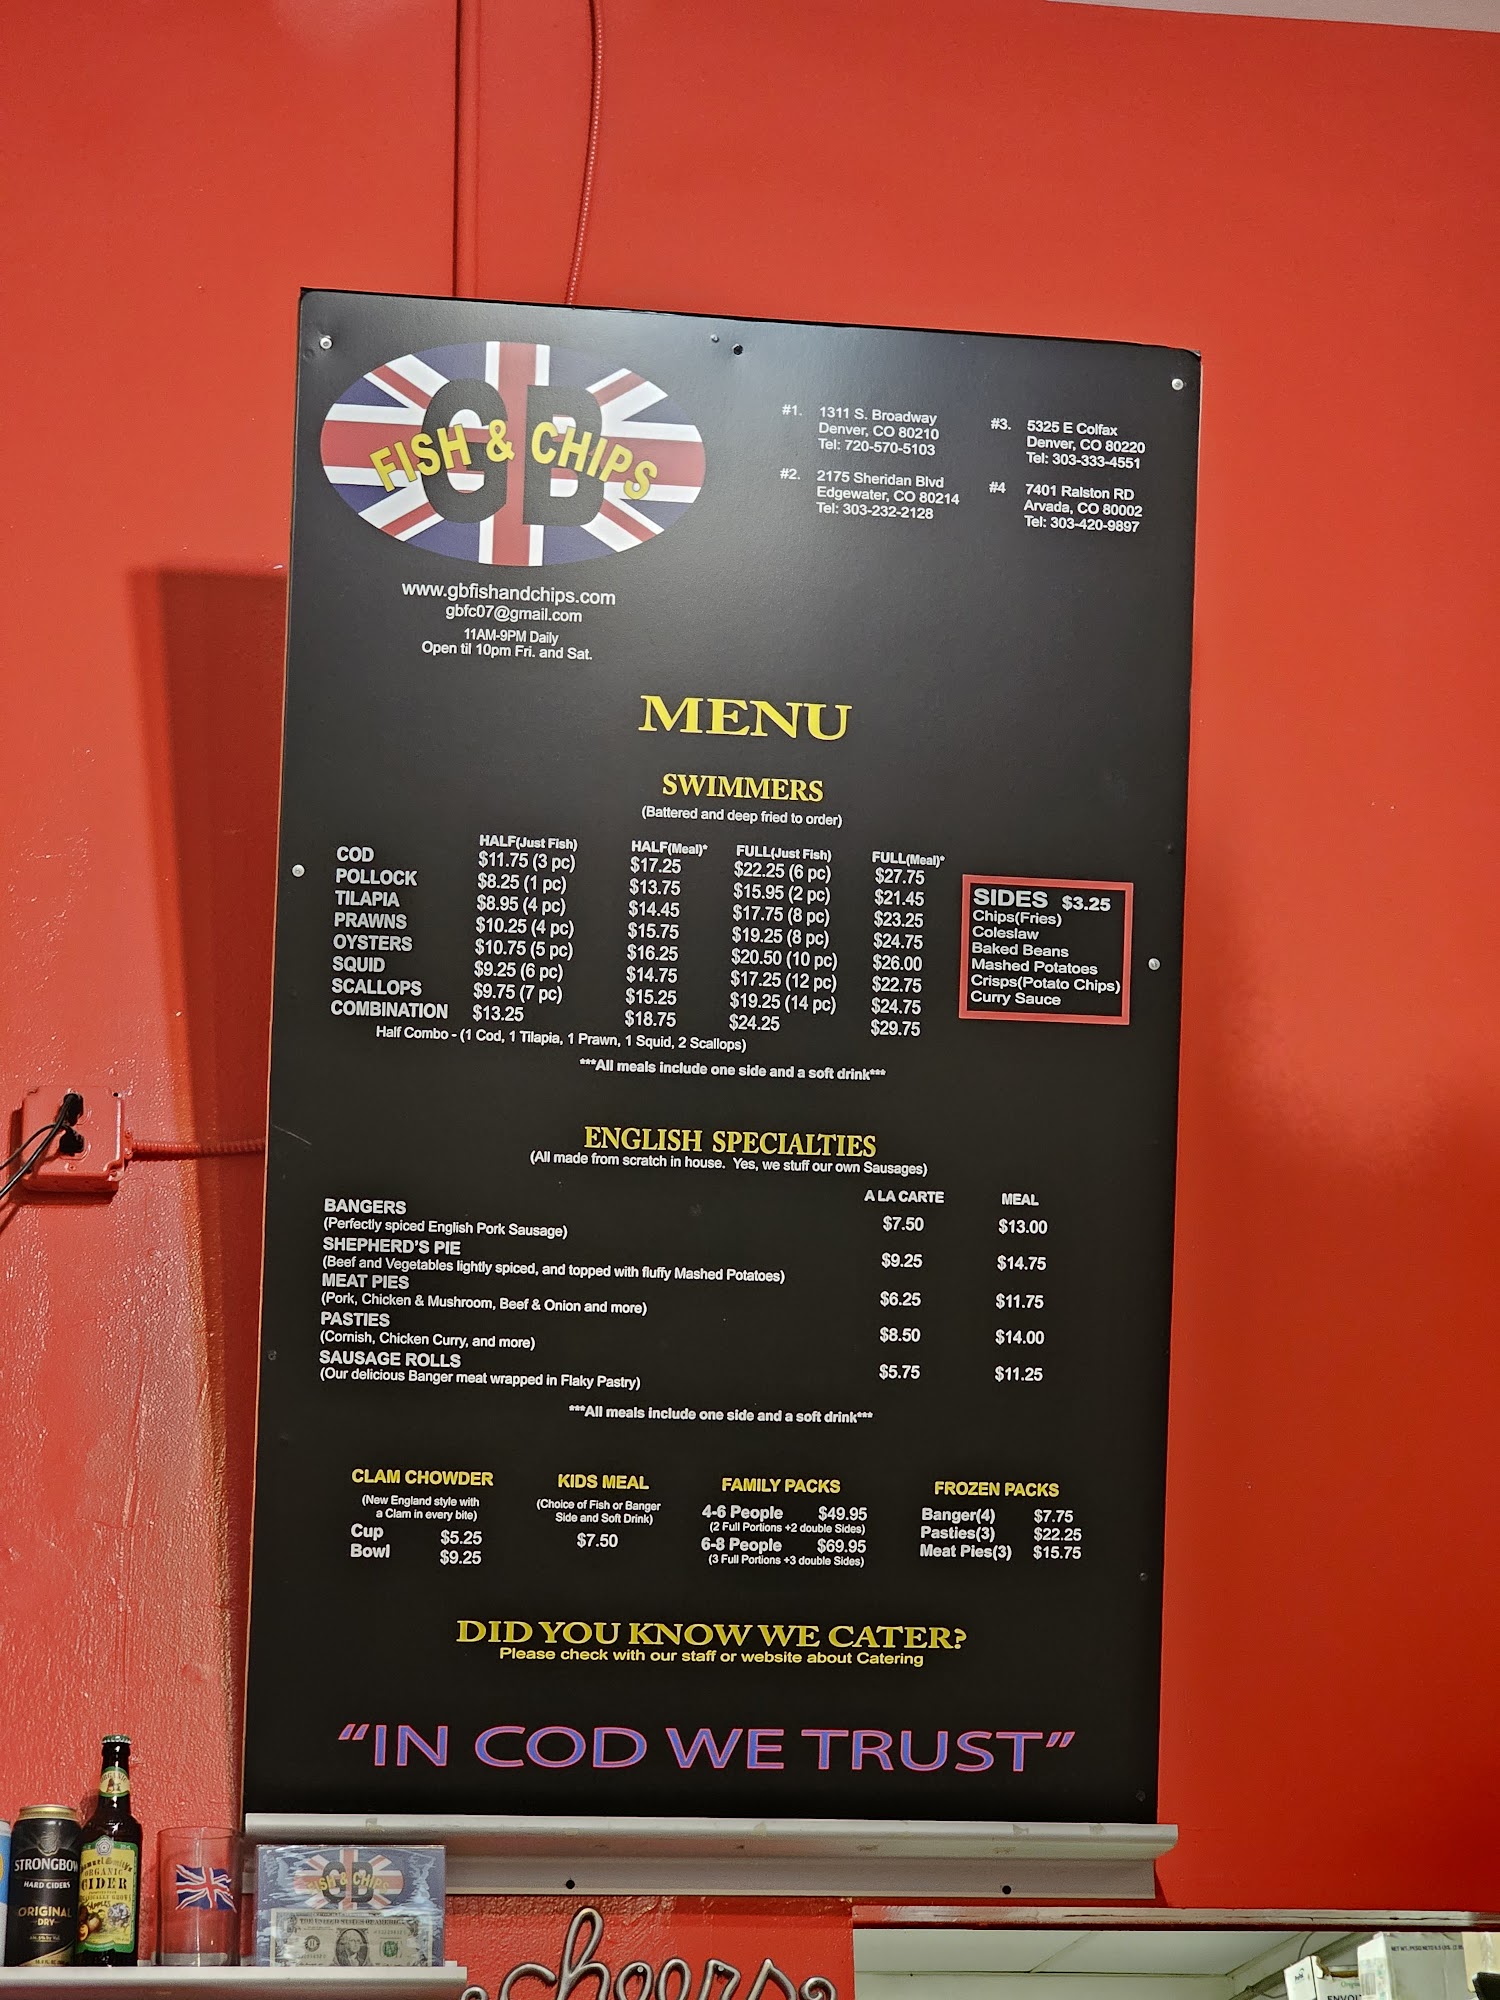 GB
FISH & CHIPS
www.gbfishandchips.com
gbfc07@gmail.com
11AM-9PM Daily
Open til 10pm Fri. and Sat.
#1. 1311 S. Broadway
Denver, CO 80210
Tel: 720-570-5103
#2. 2175 Sheridan Blvd
Edgewater, CO 80214
Tel: 303-232-2128
#3. 5325 E Colfax
Denver, CO 80220
Tel: 303-333-4551
#4 7401 Ralston RD
Arvada, CO 80002
Tel: 303-420-9897
MENU
SWIMMERS
(Battered and deep fried to order)
HALF(Just Fish) HALF(Meal)* FULL(Just Fish) FULL(Meal)*
COD $11.75 (3 pc) $17.25 $22.25 (6 pc) $27.75
POLLOCK $8.25 (1 pc) $13.75 $15.95 (2 pc) $21.45
TILAPIA $8.95 (4 pc) $14.45 $17.75 (8 pc) $23.25
PRAWNS $10.25 (4 pc) $15.75 $19.25 (8 pc) $24.75
OYSTERS $10.75 (5 pc) $16.25 $20.50 (10 pc) $26.00
SQUID $9.25 (6 pc) $14.75 $17.25 (12 pc) $22.75
SCALLOPS $9.75 (7 pc) $15.25 $19.25 (14 pc) $24.75
COMBINATION $13.25 $18.75 $24.25 $29.75
Half Combo - (1 Cod, 1 Tilapia, 1 Prawn, 1 Squid, 2 Scallops)
***All meals include one side and a soft drink***
SIDES $3.25
Chips(Fries)
Coleslaw
Baked Beans
Mashed Potatoes
Crisps(Potato Chips)
Curry Sauce
ENGLISH SPECIALTIES
(All made from scratch in house. Yes, we stuff our own Sausages)
A LA CARTE MEAL
BANGERS $7.50 $13.00
(Perfectly spiced English Pork Sausage)
SHEPHERD'S PIE $9.25 $14.75
(Beef and Vegetables lightly spiced, and topped with fluffy Mashed Potatoes)
MEAT PIES $6.25 $11.75
(Pork, Chicken & Mushroom, Beef & Onion and more)
PASTIES $8.50 $14.00
(Cornish, Chicken Curry, and more)
SAUSAGE ROLLS $5.75 $11.25
(Our delicious Banger meat wrapped in Flaky Pastry)
***All meals include one side and a soft drink***
CLAM CHOWDER
(New England style with
a Clam in every bite)
Cup $5.25
Bowl $9.25
KIDS MEAL
(Choice of Fish or Banger
Side and Soft Drink)
$7.50
FAMILY PACKS
4-6 People $49.95
(2 Full Portions +2 double Sides)
6-8 People $69.95
(3 Full Portions +3 double Sides)
FROZEN PACKS
Banger(4) $7.75
Pasties(3) $22.25
Meat Pies(3) $15.75
DID YOU KNOW WE CATER?
Please check with our staff or website about Catering
"IN COD WE TRUST"
STRONGBOW
HARD CIDERS
ORIGINAL
DRY
ORGANIC
CIDER
GB
FISH & CHIPS
THE UNITED STATES OF AMERICA
cheers